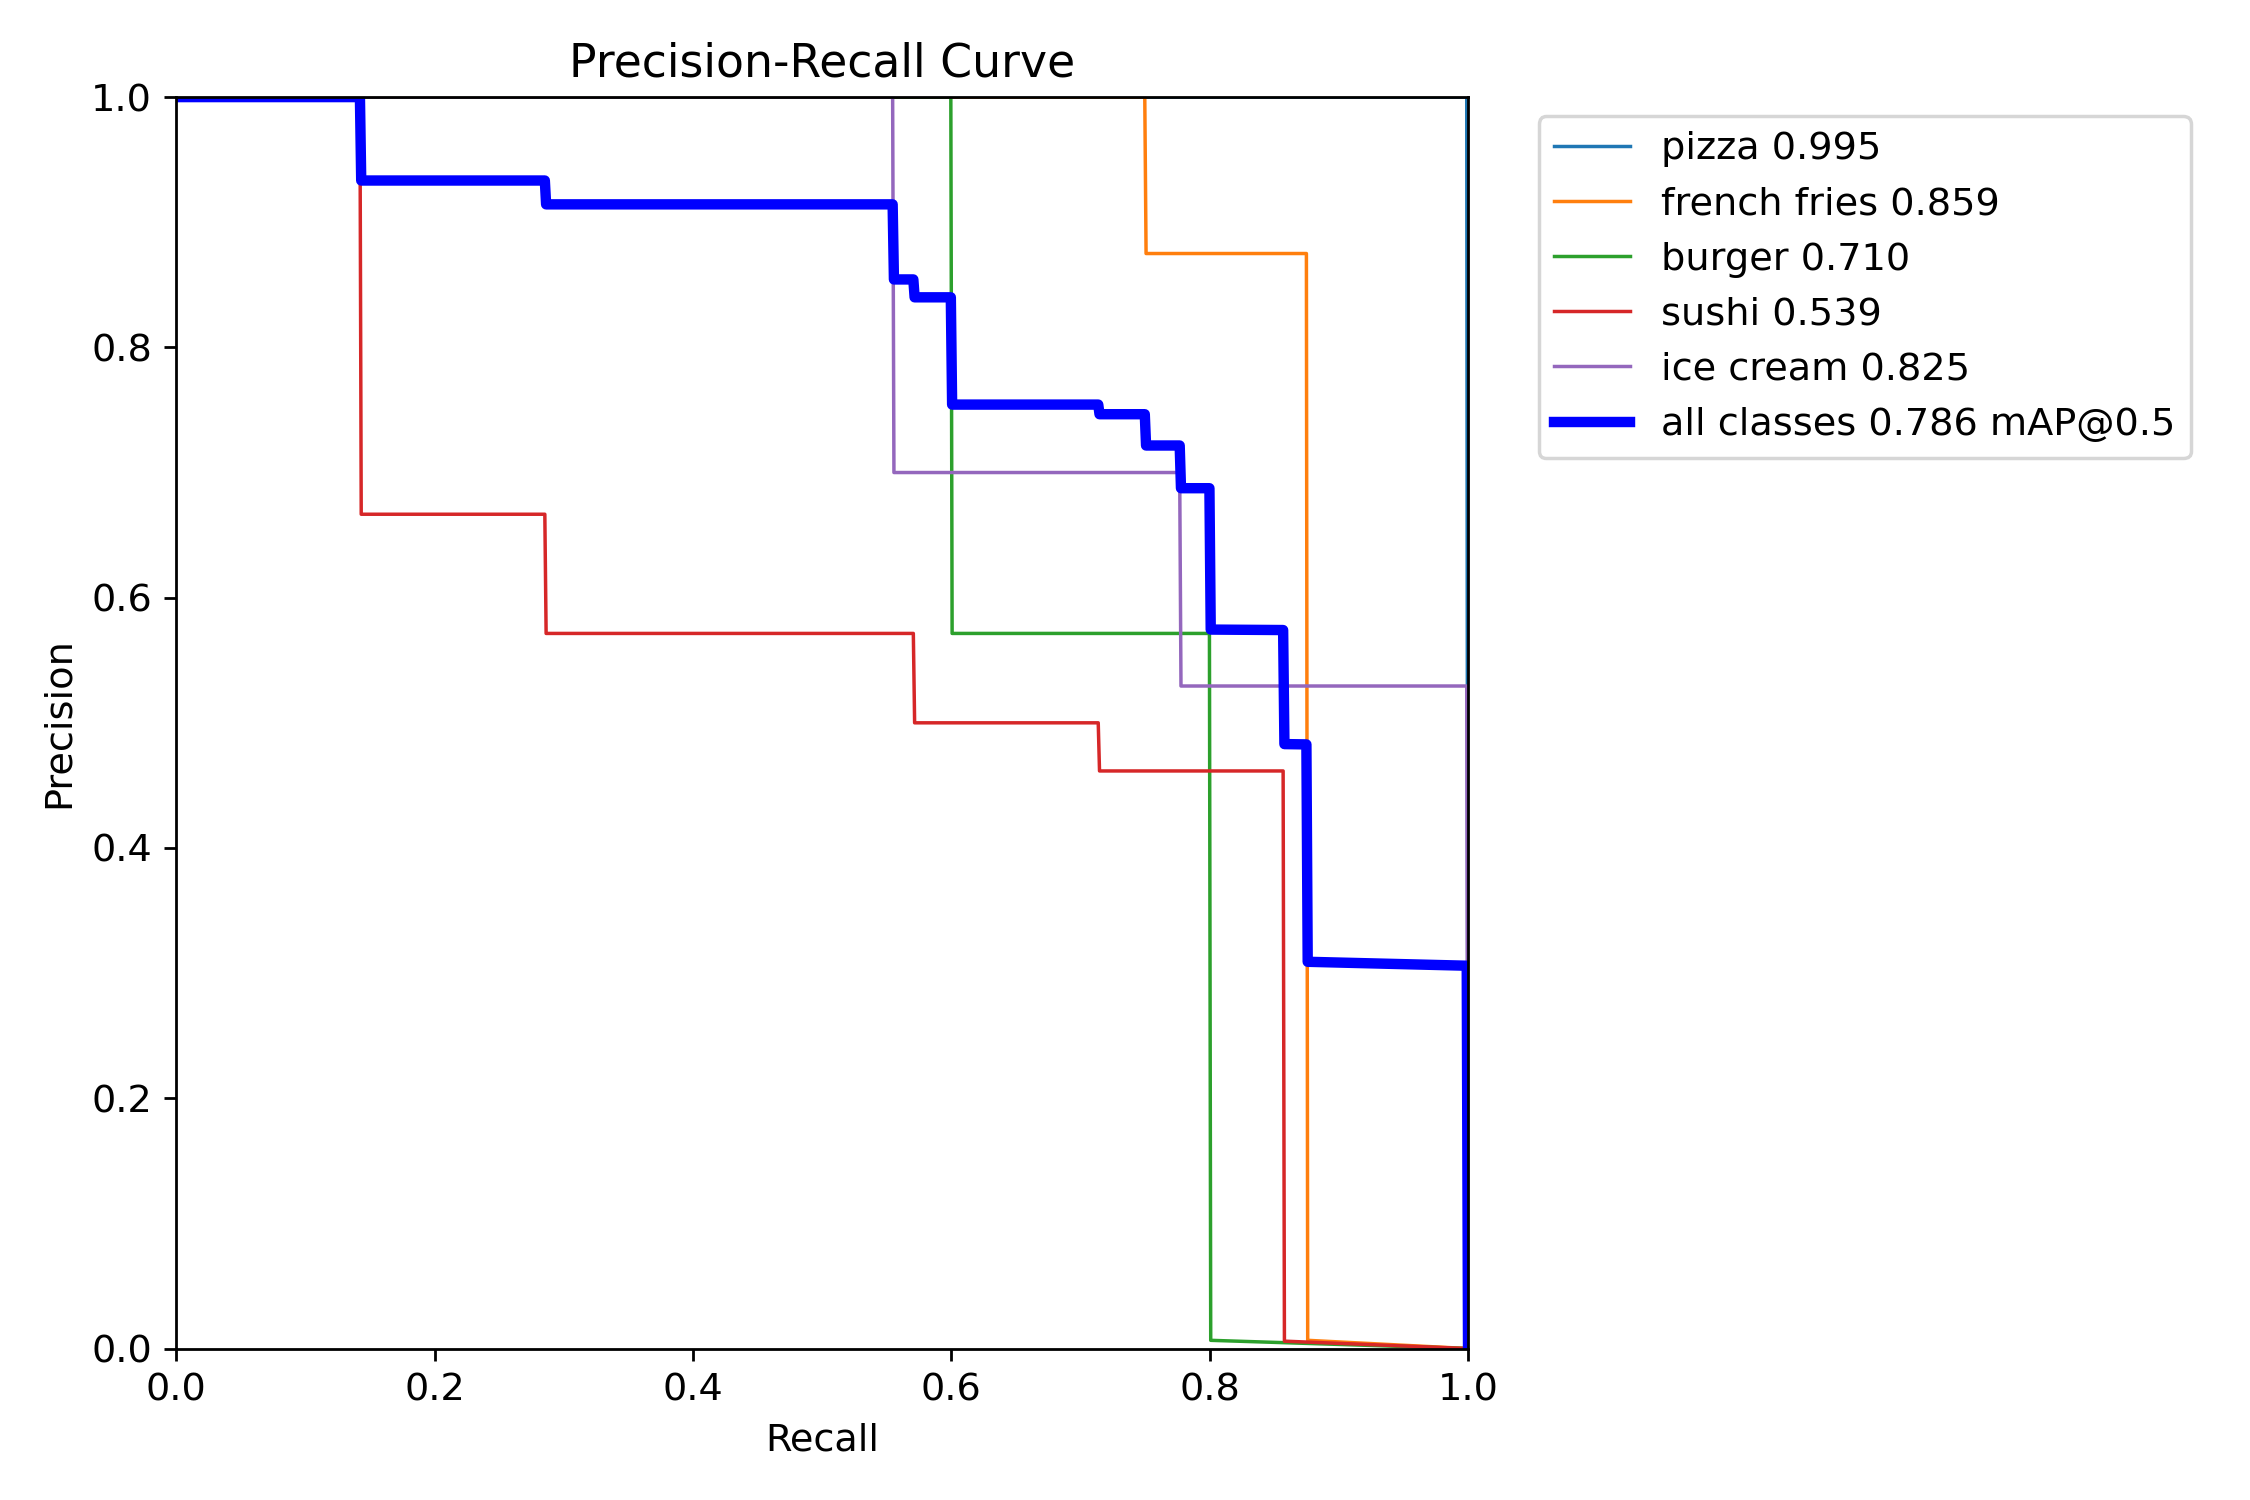 Precision-Recall Curve
1.0
0.8
0.6
0.4
0.2
0.0
Precision
0.0 0.2 0.4 0.6 0.8 1.0
Recall
pizza 0.995
french fries 0.859
burger 0.710
sushi 0.539
ice cream 0.825
all classes 0.786 mAP@0.5